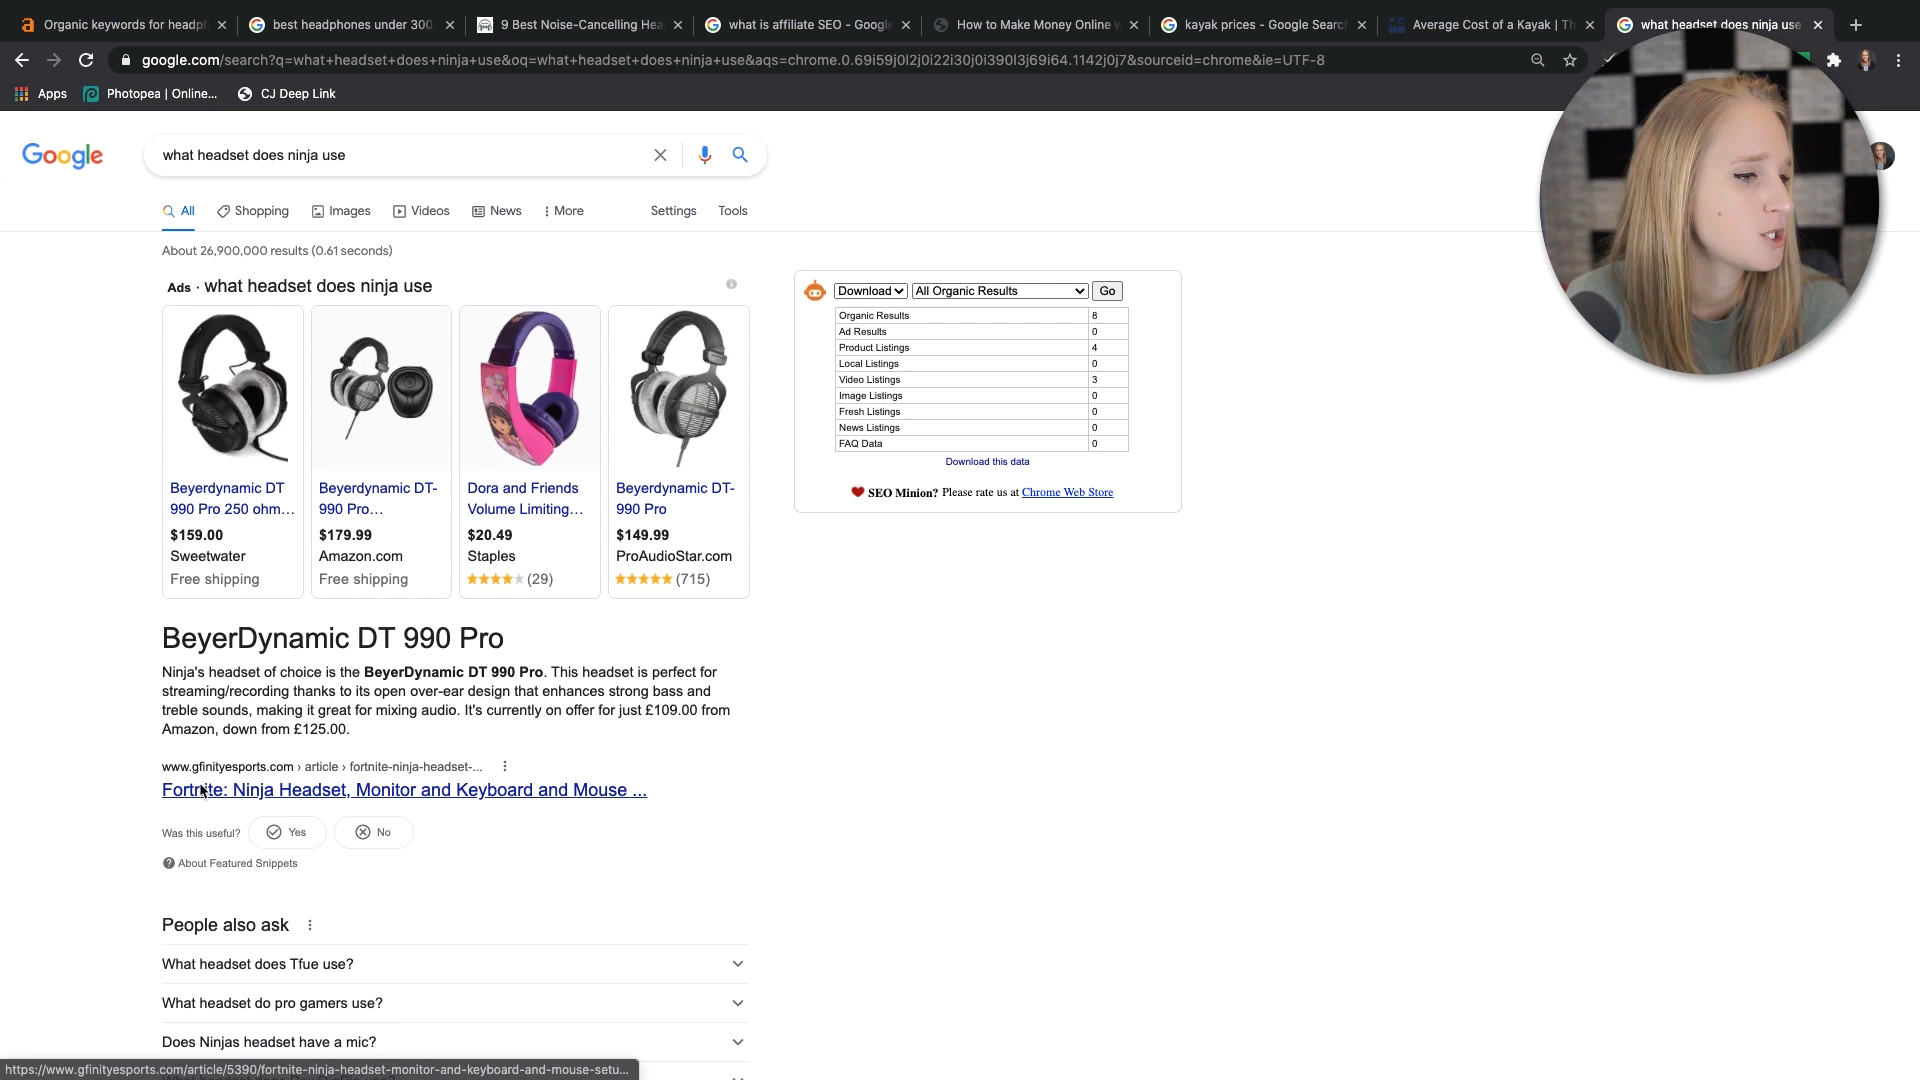 Organic keywords for headph
best headphones under 300
9 Best Noise-Cancelling Hea
what is affiliate SEO - Google
How to Make Money Online w
kayak prices - Google Search
Average Cost of a Kayak | Th
what headset does ninja use
google.com/search?q=what+headset+does+ninja+use&oq=what+headset+does+ninja+use&aqs=chrome.0.69i59j0l2j0i22i30j0i390l3j69i64.1142j0j7&sourceid=chrome&ie=UTF-8
Apps
Photopea | Online...
CJ Deep Link
Google
what headset does ninja use
All
Shopping
Images
Videos
News
More
Settings
Tools
About 26,900,000 results (0.61 seconds)
Ads · what headset does ninja use
Beyerdynamic DT
990 Pro 250 ohm...
$159.00
Sweetwater
Free shipping
Beyerdynamic DT-
990 Pro...
$179.99
Amazon.com
Free shipping
Dora and Friends
Volume Limiting...
$20.49
Staples
(29)
Beyerdynamic DT-
990 Pro
$149.99
ProAudioStar.com
(715)
Download
All Organic Results
Go
Organic Results 8
Ad Results 0
Product Listings 4
Local Listings 0
Video Listings 3
Image Listings 0
Fresh Listings 0
News Listings 0
FAQ Data 0
Download this data
SEO Minion? Please rate us at Chrome Web Store
BeyerDynamic DT 990 Pro
Ninja's headset of choice is the BeyerDynamic DT 990 Pro. This headset is perfect for
streaming/recording thanks to its open over-ear design that enhances strong bass and
treble sounds, making it great for mixing audio. It's currently on offer for just £109.00 from
Amazon, down from £125.00.
www.gfinityesports.com › article › fortnite-ninja-headset-...
Fortnite: Ninja Headset, Monitor and Keyboard and Mouse ...
Was this useful?
Yes
No
About Featured Snippets
People also ask
What headset does Tfue use?
What headset do pro gamers use?
Does Ninjas headset have a mic?
https://www.gfinityesports.com/article/5390/fortnite-ninja-headset-monitor-and-keyboard-and-mouse-setu...